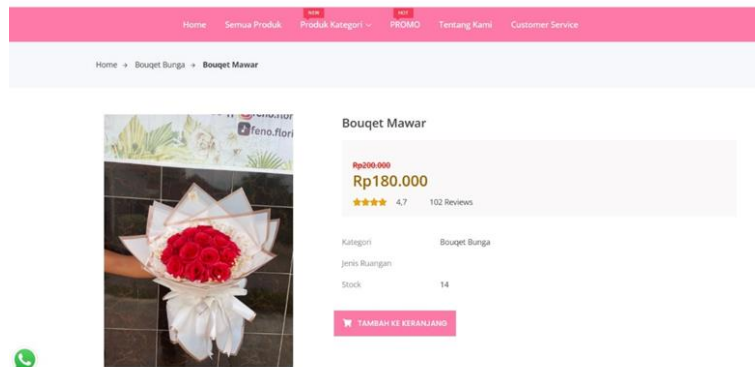 NEW HOT
Home Semua Produk Produk Kategori PROMO Tentang Kami Customer Service
Home → Bouqet Bunga → Bouqet Mawar
feno.flori
Bouqet Mawar
Rp200.000
Rp180.000
4,7 102 Reviews
Kategori Bouqet Bunga
Jenis Ruangan
Stock 14
TAMBAH KE KERANJANG